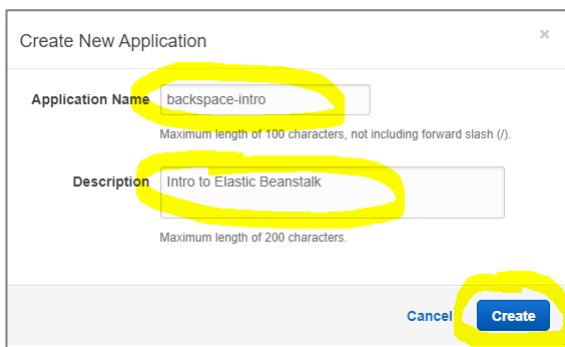 Create New Application ×
Application Name backspace-intro
Maximum length of 100 characters, not including forward slash (/).
Description Intro to Elastic Beanstalk
Maximum length of 200 characters.
Cancel Create